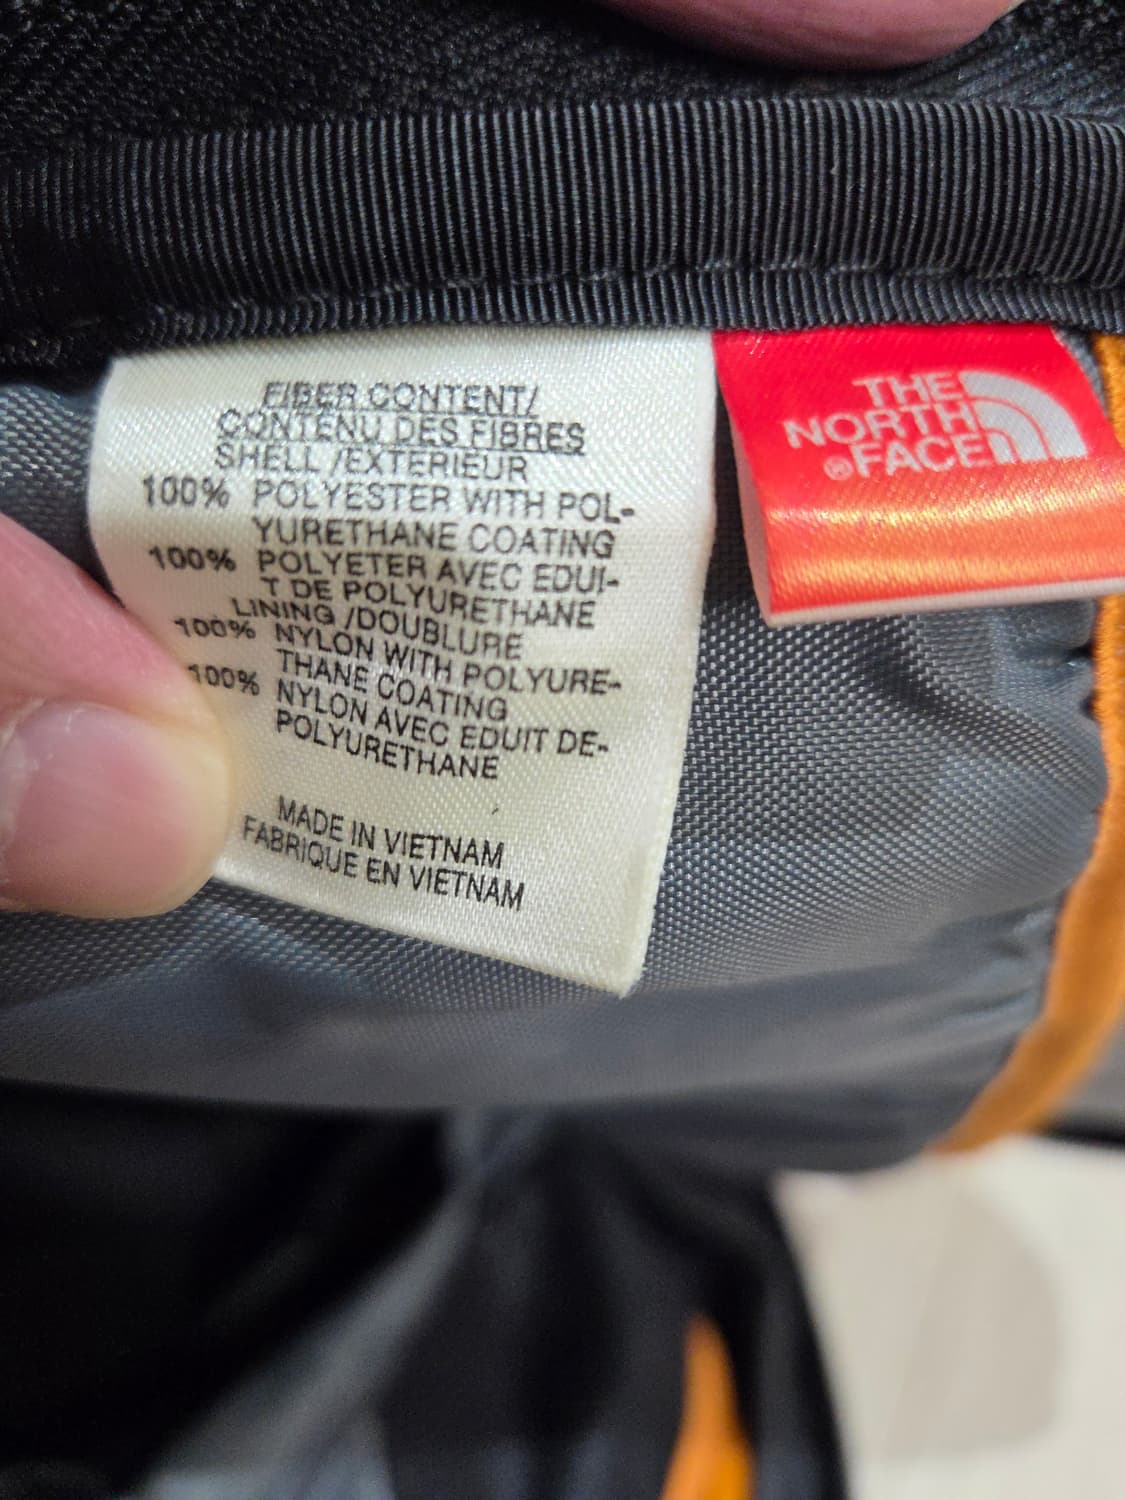 FIBER CONTENT/
CONTENU DES FIBRES
SHELL /EXTERIEUR
100% POLYESTER WITH POL-
YURETHANE COATING
100% POLYETER AVEC EDUI-
T DE POLYURETHANE
LINING /DOUBLURE
100% NYLON WITH POLYURE-
THANE COATING
100% NYLON AVEC EDUIT DE-
POLYURETHANE
MADE IN VIETNAM
FABRIQUE EN VIETNAM
THE
NORTH
®FACE